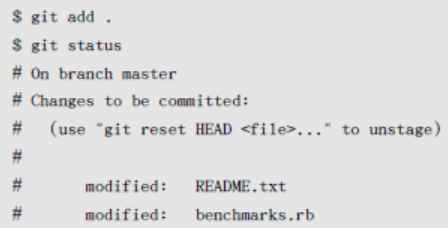 $ git add .
$ git status
# On branch master
# Changes to be committed:
#   (use "git reset HEAD <file>..." to unstage)
#
#       modified:   README.txt
#       modified:   benchmarks.rb